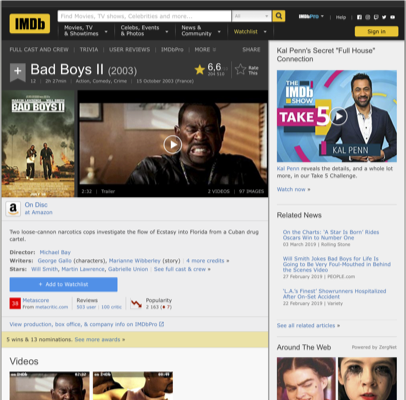 IMDb
Find Movies, TV shows, Celebrities and more...
All
IMDbPro
Help
Movies, TV & Showtimes
Celebs, Events & Photos
News & Community
Watchlist
Sign in
FULL CAST AND CREW | TRIVIA | USER REVIEWS | IMDbPro | MORE
SHARE
Bad Boys II (2003)
12 | 2h 27min | Action, Comedy, Crime | 15 October 2003 (France)
6,6
Rate This
BAD BOYS II
2:32 | Trailer
2 VIDEOS | 97 IMAGES
On Disc
at Amazon
Two loose-cannon narcotics cops investigate the flow of Ecstasy into Florida from a Cuban drug cartel.
Director: Michael Bay
Writers: George Gallo (characters), Marianne Wibberley (story) | 4 more credits »
Stars: Will Smith, Martin Lawrence, Gabrielle Union | See full cast & crew »
+ Add to Watchlist
38
Metascore
From metacritic.com
Reviews
503 user | 100 critic
Popularity
2 163
View production, box office, & company info on IMDbPro
5 wins & 13 nominations. See more awards »
Videos
Kal Penn's Secret "Full House" Connection
THE IMDb SHOW
TAKE 5
KAL PENN
Kal Penn reveals the details, and a whole lot more, in our Take 5 Challenge.
Watch now »
Related News
On the Charts: 'A Star Is Born' Rides Oscars Win to Number One
03 March 2019 | Rolling Stone
Will Smith Jokes Bad Boys for Life Is Going to Be Very Foul-Mouthed in Behind the Scenes Video
27 February 2019 | PEOPLE.com
'L.A.'s Finest' Showrunners Hospitalized After On-Set Accident
22 February 2019 | Variety
See all related articles »
Around The Web
Powered by ZergNet